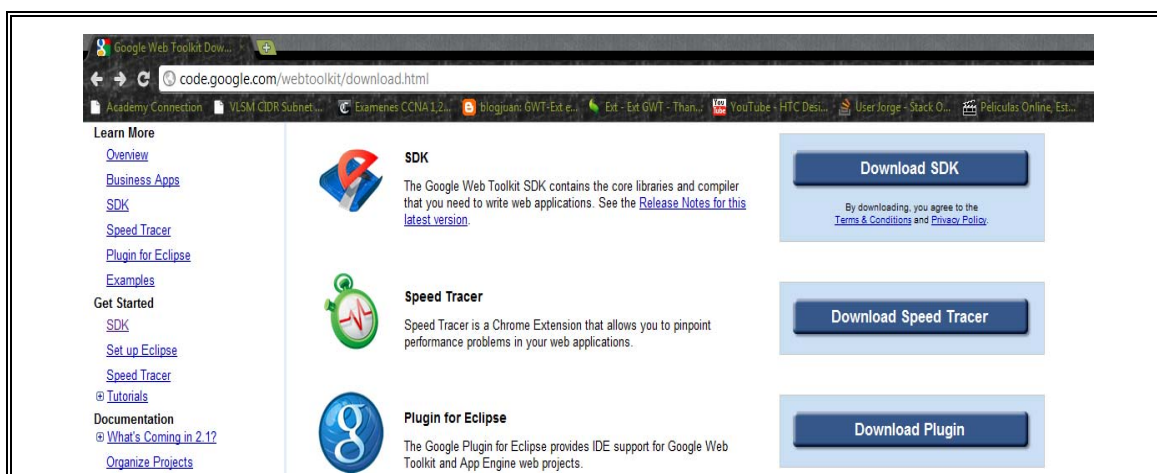 Google Web Toolkit Dow...
code.google.com/webtoolkit/download.html
Academy Connection VLSM CIDR Subnet ... Examenes CCNA 1,2... blogjuan: GWT-Ext e... Ext - Ext GWT - Than... YouTube - HTC Desi... User Jorge - Stack O... Peliculas Online, Est...
Learn More
Overview
Business Apps
SDK
Speed Tracer
Plugin for Eclipse
Examples
Get Started
SDK
Set up Eclipse
Speed Tracer
Tutorials
Documentation
What's Coming in 2.1?
Organize Projects
SDK
The Google Web Toolkit SDK contains the core libraries and compiler
that you need to write web applications. See the Release Notes for this
latest version.
Download SDK
By downloading, you agree to the
Terms & Conditions and Privacy Policy.
Speed Tracer
Speed Tracer is a Chrome Extension that allows you to pinpoint
performance problems in your web applications.
Download Speed Tracer
Plugin for Eclipse
The Google Plugin for Eclipse provides IDE support for Google Web
Toolkit and App Engine web projects.
Download Plugin